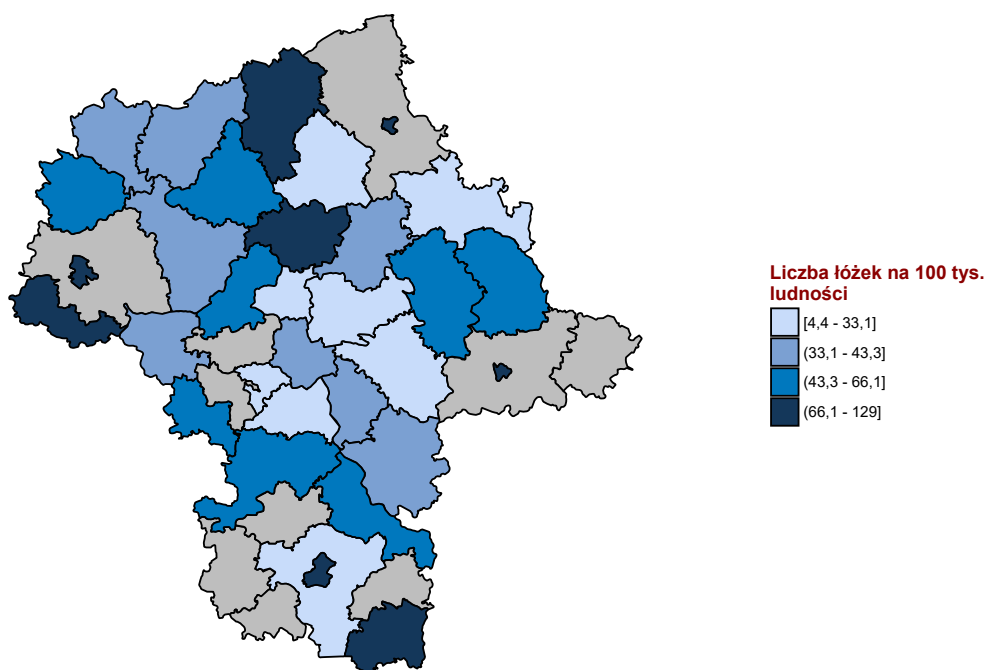 Liczba łóżek na 100 tys.
ludności
[4,4 - 33,1]
(33,1 - 43,3]
(43,3 - 66,1]
(66,1 - 129]